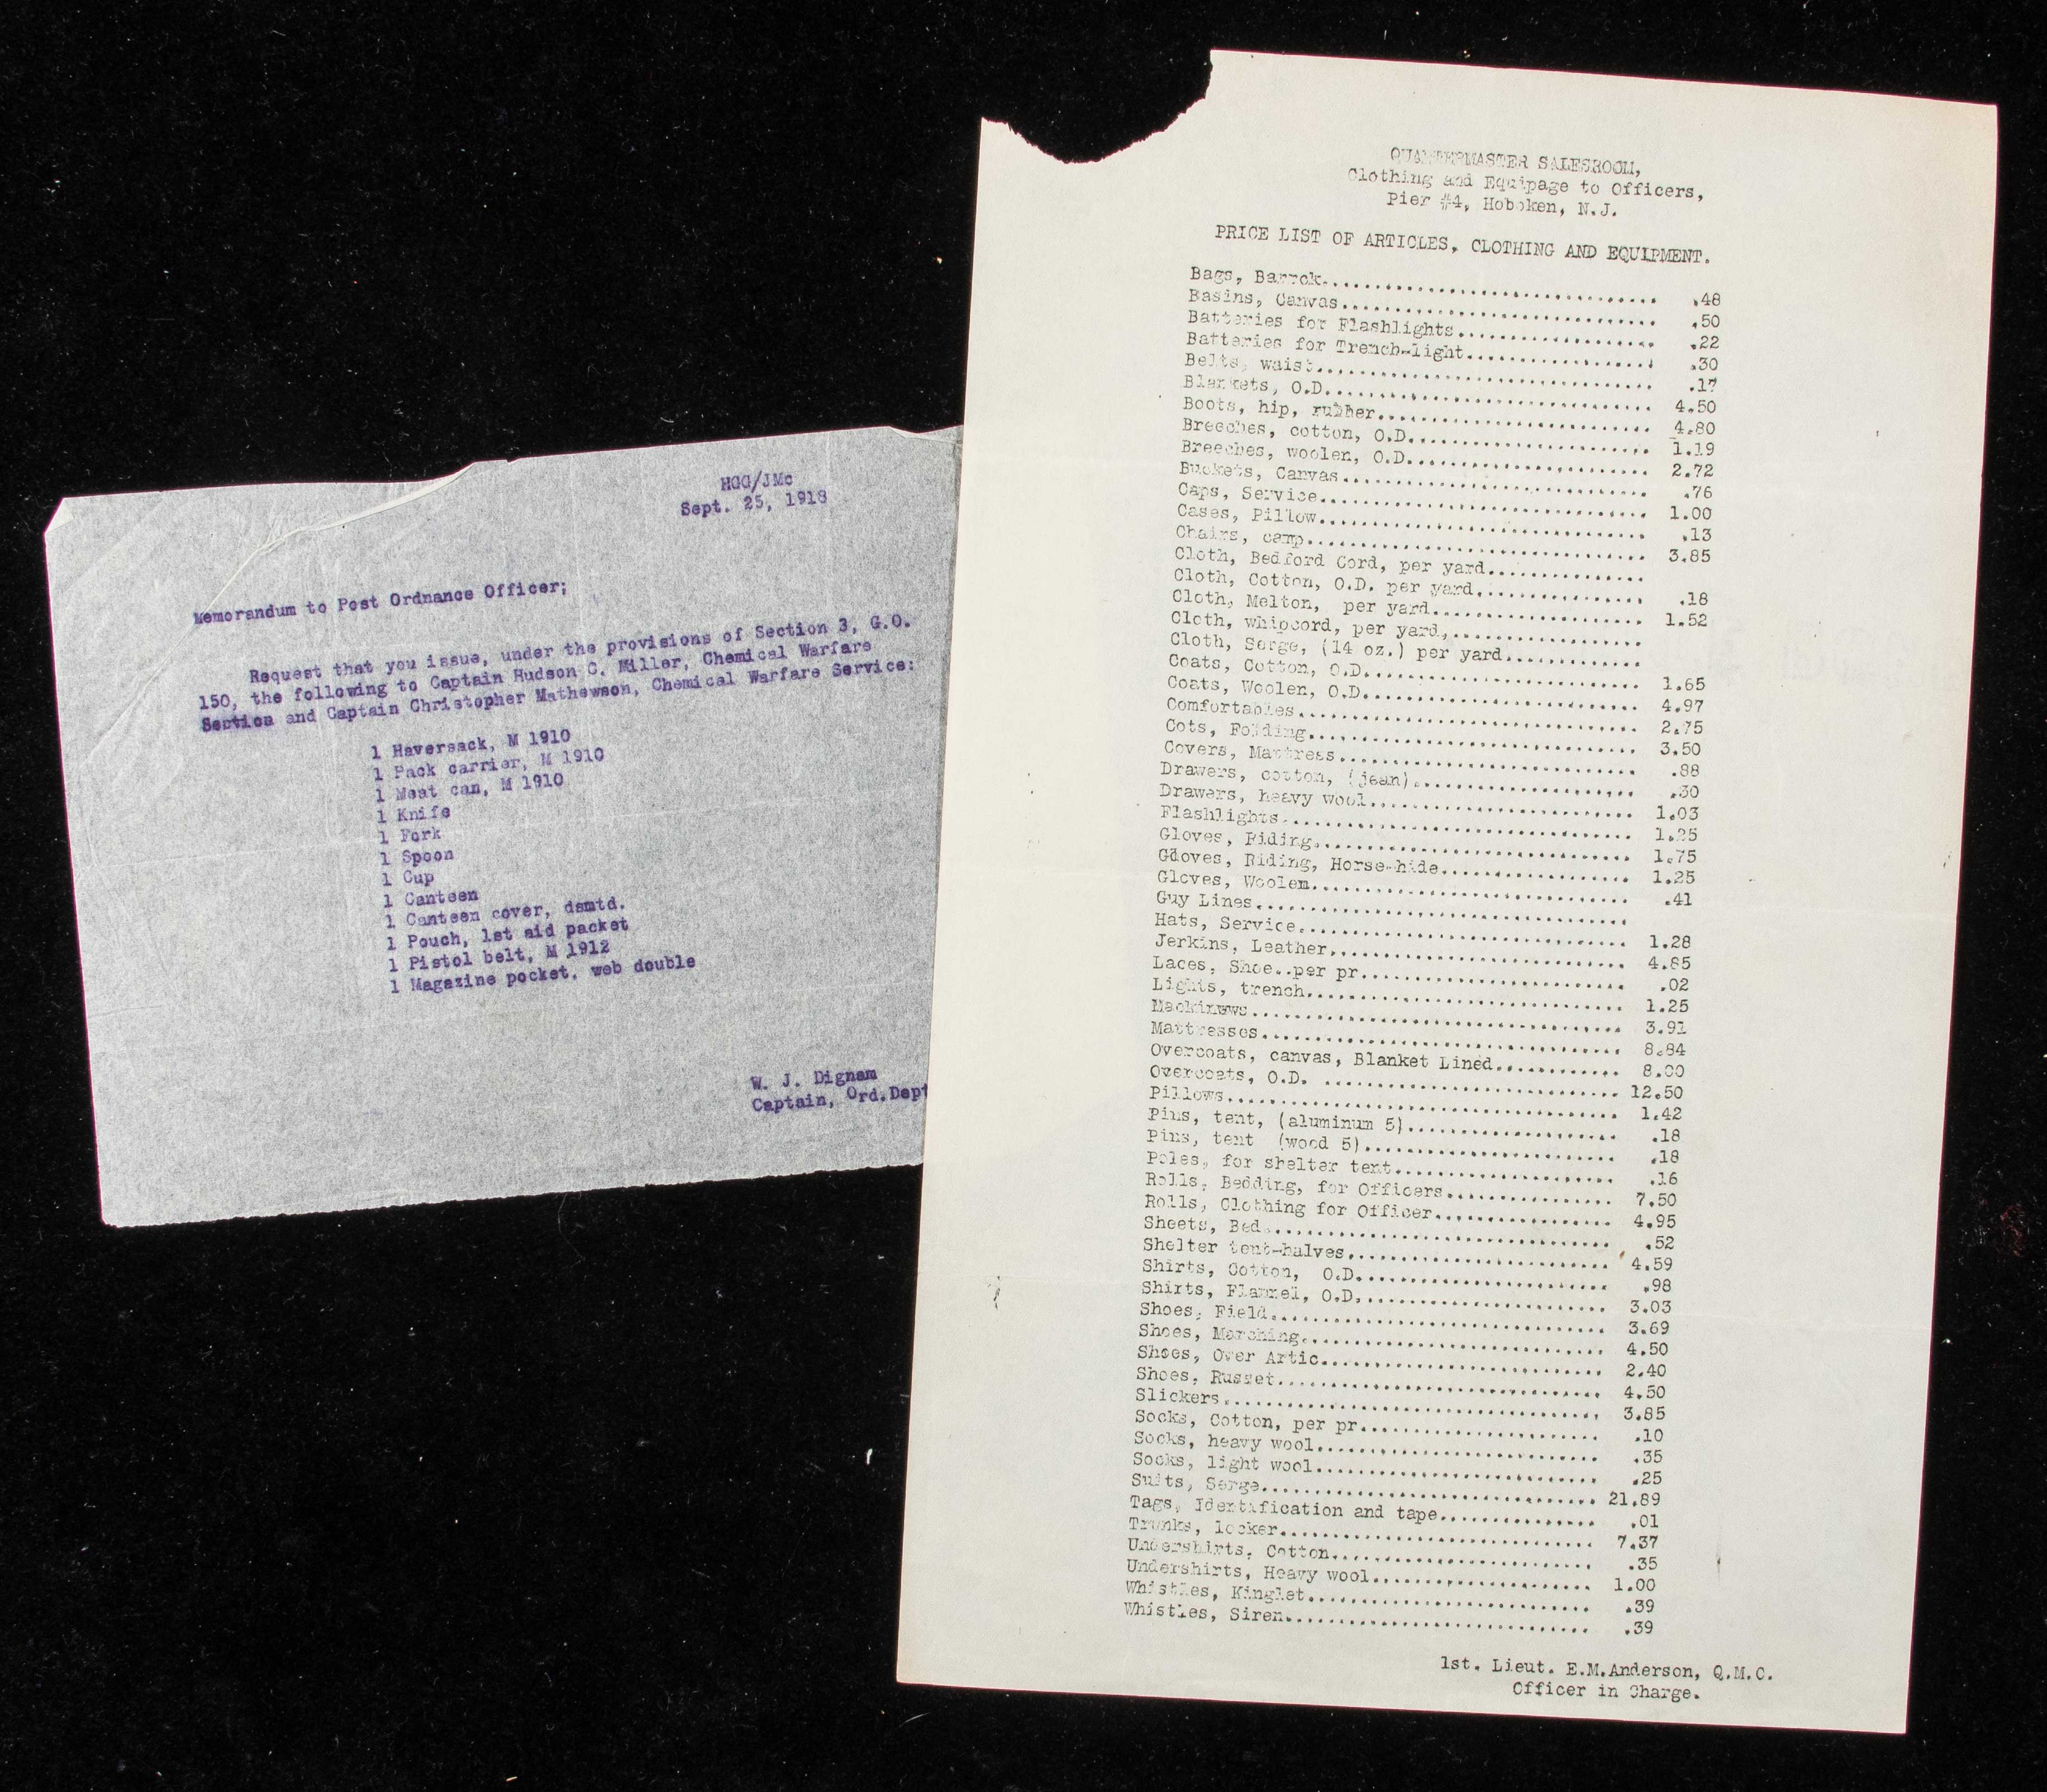 HGG/JMc
Sept. 25, 1918
Memorandum to Post Ordnance Officer;
Request that you issue, under the provisions of Section 3, G.O.
150, the following to Captain Hudson C. Miller, Chemical Warfare
Service and Captain Christopher Mathewson, Chemical Warfare Service:
1 Haversack, M 1910
1 Pack carrier, M 1910
1 Meat can, M 1910
1 Knife
1 Fork
1 Spoon
1 Cup
1 Canteen
1 Canteen cover, dsmtd.
1 Pouch, 1st aid packet
1 Pistol belt, M 1912
1 Magazine pocket, web double
W. J. Dignam
Captain, Ord.Dept
QUARTERMASTER SALESROOM,
Clothing and Equipage to Officers,
Pier #4, Hoboken, N.J.
PRICE LIST OF ARTICLES, CLOTHING AND EQUIPMENT.
Bags, Barrck.................................... .48
Basins, Canvas.................................. .50
Batteries for Flashlights....................... .22
Batteries for Trench-light...................... .30
Belts, waist.................................... .17
Blankets, O.D................................... 4.50
Boots, hip, rubber.............................. 4.80
Breeches, cotton, O.D........................... 1.19
Breeches, woolen, O.D........................... 2.72
Buckets, Canvas................................. .76
Caps, Service................................... 1.00
Cases, Pillow................................... .13
Chairs, camp.................................... 3.85
Cloth, Bedford Cord, per yard...............
Cloth, Cotton, O.D. per yard,................... .18
Cloth, Melton, per yard......................... 1.52
Cloth, whipcord, per yard,..................
Cloth, Serge, (14 oz.) per yard.............
Coats, Cotton, O.D.............................. 1.65
Coats, Woolen, O.D.............................. 4.97
Comfortables.................................... 2.75
Cots, Folding................................... 3.50
Covers, Mattress................................ .88
Drawers, cotton, (jean)......................... .30
Drawers, heavy wool............................. 1.03
Flashlights..................................... 1.25
Gloves, Riding.................................. 1.75
Gdoves, Riding, Horse-hide...................... 1.25
Gloves, Woolen.................................. .41
Guy Lines...................................
Hats, Service................................... 1.28
Jerkins, Leather,............................... 4.85
Laces, Shoe..per pr............................. .02
Lights, trench.................................. 1.25
Mackinaws....................................... 3.91
Mattresses...................................... 8.84
Overcoats, canvas, Blanket Lined................ 8.00
Overcoats, O.D. ................................ 12.50
Pillows......................................... 1.42
Pins, tent, (aluminum 5)........................ .18
Pins, tent (wood 5)............................. .18
Poles, for shelter tent......................... .16
Rolls, Bedding, for Officers.................... 7.50
Rolls, Clothing for Officer..................... 4.95
Sheets, Bed..................................... .52
Shelter tent-halves............................. 4.59
Shirts, Cotton, O.D............................. .98
Shirts, Flannel, O.D............................ 3.03
Shoes, Field.................................... 3.69
Shoes, Marching................................. 4.50
Shoes, Over Artic............................... 2.40
Shoes, Russet................................... 4.50
Slickers........................................ 3.85
Socks, Cotton, per pr........................... .10
Socks, heavy wool............................... .35
Socks, light wool............................... .25
Suits, Serge.................................... 21.89
Tags, Identification and tape................... .01
Trunks, locker.................................. 7.37
Undershirts, Cotton............................. .35
Undershirts, Heavy wool......................... 1.00
Whistles, Kinglet............................... .39
Whistles, Siren................................. .39
1st. Lieut. E.M.Anderson, Q.M.C.
Officer in Charge.